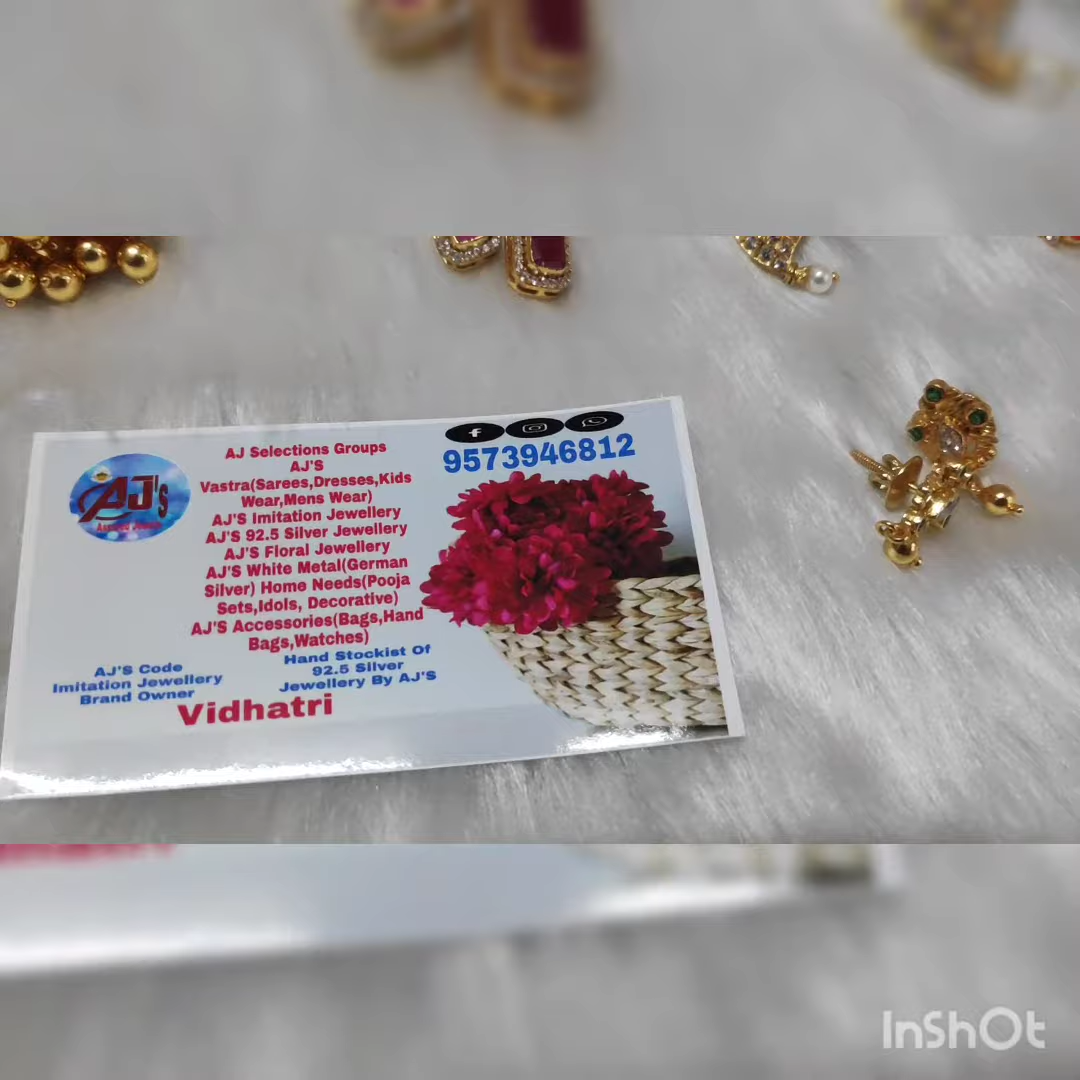 AJ Selections Groups
AJ'S
Vastra(Sarees,Dresses,Kids
Wear,Mens Wear)
AJ'S Imitation Jewellery
AJ'S 92.5 Silver Jewellery
AJ'S Floral Jewellery
AJ'S White Metal(German
Silver) Home Needs(Pooja
Sets,Idols, Decorative)
AJ'S Accessories(Bags,Hand
Bags,Watches)
9573946812
AJ's
AJ'S Code
Imitation Jewellery
Brand Owner
Hand Stockist Of
92.5 Silver
Jewellery By AJ'S
Vidhatri
InShOt